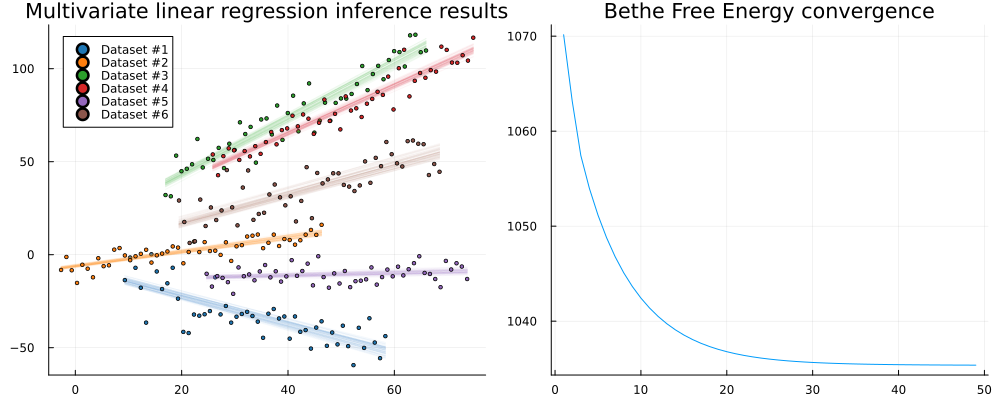 Multivariate linear regression inference results
Dataset #1
Dataset #2
Dataset #3
Dataset #4
Dataset #5
Dataset #6
100
50
0
−50
0
20
40
60
Bethe Free Energy convergence
1070
1060
1050
1040
0
10
20
30
40
50